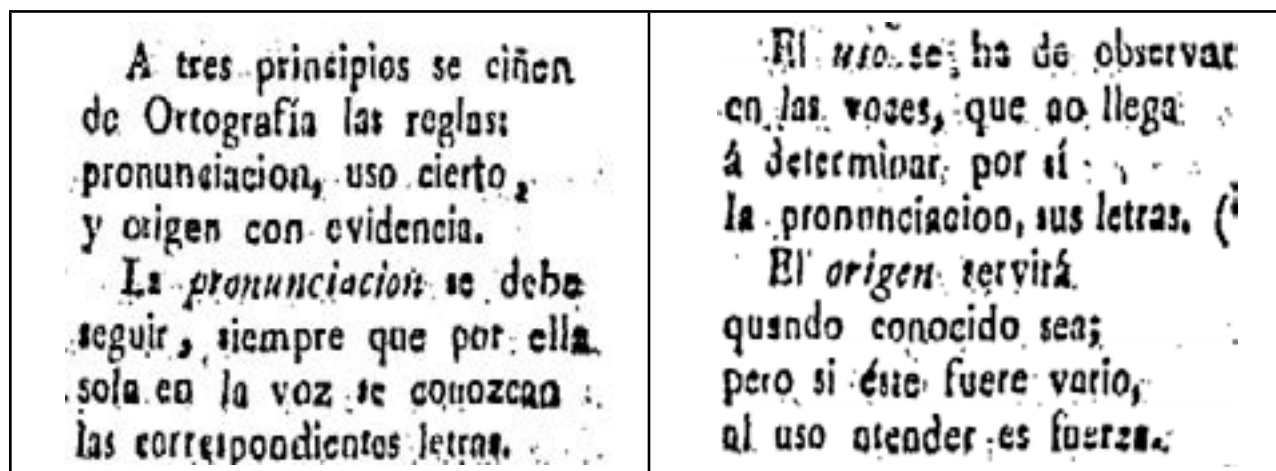 A tres principios se ciñen
de Ortografía las reglas:
pronunciacion, uso cierto,
y origen con evidencia.
La pronunciacion se debe
seguir, siempre que por ella
sola en la voz se conozcan
las correspondientes letras.
El uso se ha de observar
en las vozes, que no llega
á determinar por sí
la pronunciacion, sus letras. (*
El origen servirá
quando conocido sea;
pero si éste fuere vario,
al uso atender es fuerza.